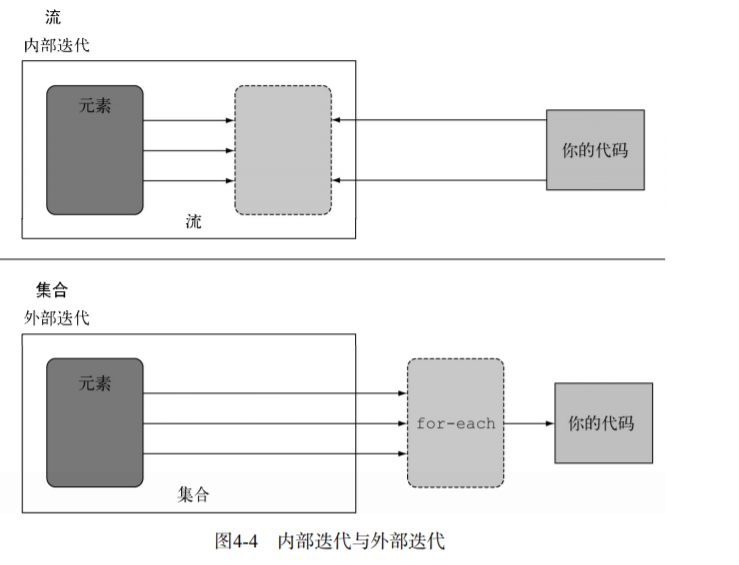 流
内部迭代
元素
你的代码
流
集合
外部迭代
元素
for-each
你的代码
集合
图4-4 内部迭代与外部迭代